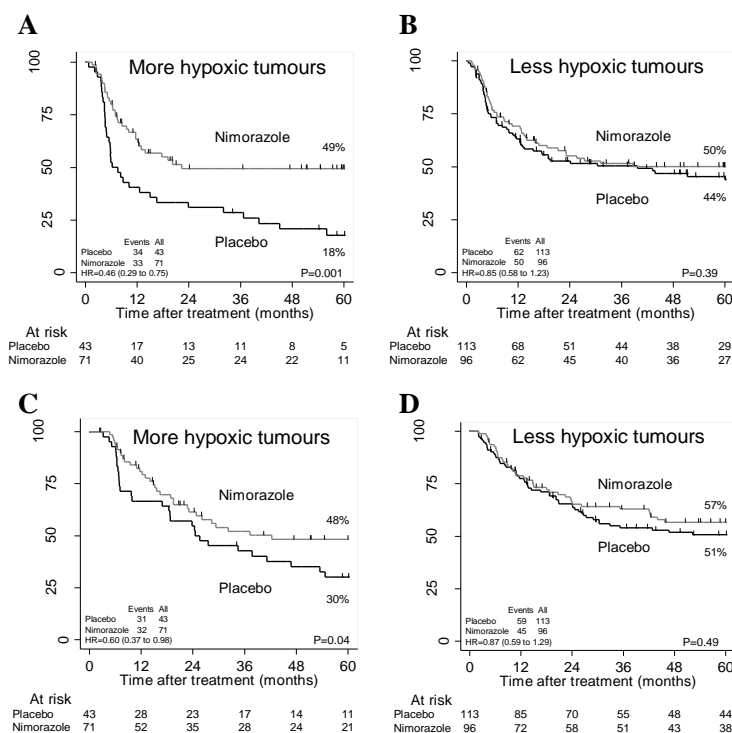 A
More hypoxic tumours
100
75
50
25
0
Nimorazole
49%
Placebo
18%
Events All
Placebo 34 43
Nimorazole 33 71
HR=0.46 (0.29 to 0.75)
P=0.001
0 12 24 36 48 60
Time after treatment (months)
At risk
Placebo 43 17 13 11 8 5
Nimorazole 71 40 25 24 22 11
B
Less hypoxic tumours
100
75
50
25
0
Nimorazole
50%
Placebo
44%
Events All
Placebo 62 113
Nimorazole 50 96
HR=0.85 (0.58 to 1.23)
P=0.39
0 12 24 36 48 60
Time after treatment (months)
At risk
Placebo 113 68 51 44 38 29
Nimorazole 96 62 45 40 36 27
C
More hypoxic tumours
100
75
50
25
0
Nimorazole
48%
Placebo
30%
Events All
Placebo 31 43
Nimorazole 32 71
HR=0.60 (0.37 to 0.98)
P=0.04
0 12 24 36 48 60
Time after treatment (months)
At risk
Placebo 43 28 23 17 14 11
Nimorazole 71 52 35 28 24 21
D
Less hypoxic tumours
100
75
50
25
0
Nimorazole
57%
Placebo
51%
Events All
Placebo 59 113
Nimorazole 45 96
HR=0.87 (0.59 to 1.29)
P=0.49
0 12 24 36 48 60
Time after treatment (months)
At risk
Placebo 113 85 70 55 48 44
Nimorazole 96 72 58 51 43 38